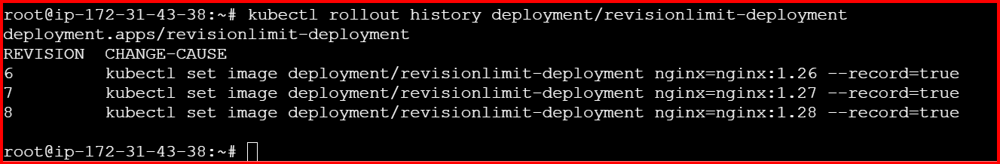 root@ip-172-31-43-38:~# kubectl rollout history deployment/revisionlimit-deployment
deployment.apps/revisionlimit-deployment
REVISION  CHANGE-CAUSE
6         kubectl set image deployment/revisionlimit-deployment nginx=nginx:1.26 --record=true
7         kubectl set image deployment/revisionlimit-deployment nginx=nginx:1.27 --record=true
8         kubectl set image deployment/revisionlimit-deployment nginx=nginx:1.28 --record=true
root@ip-172-31-43-38:~#